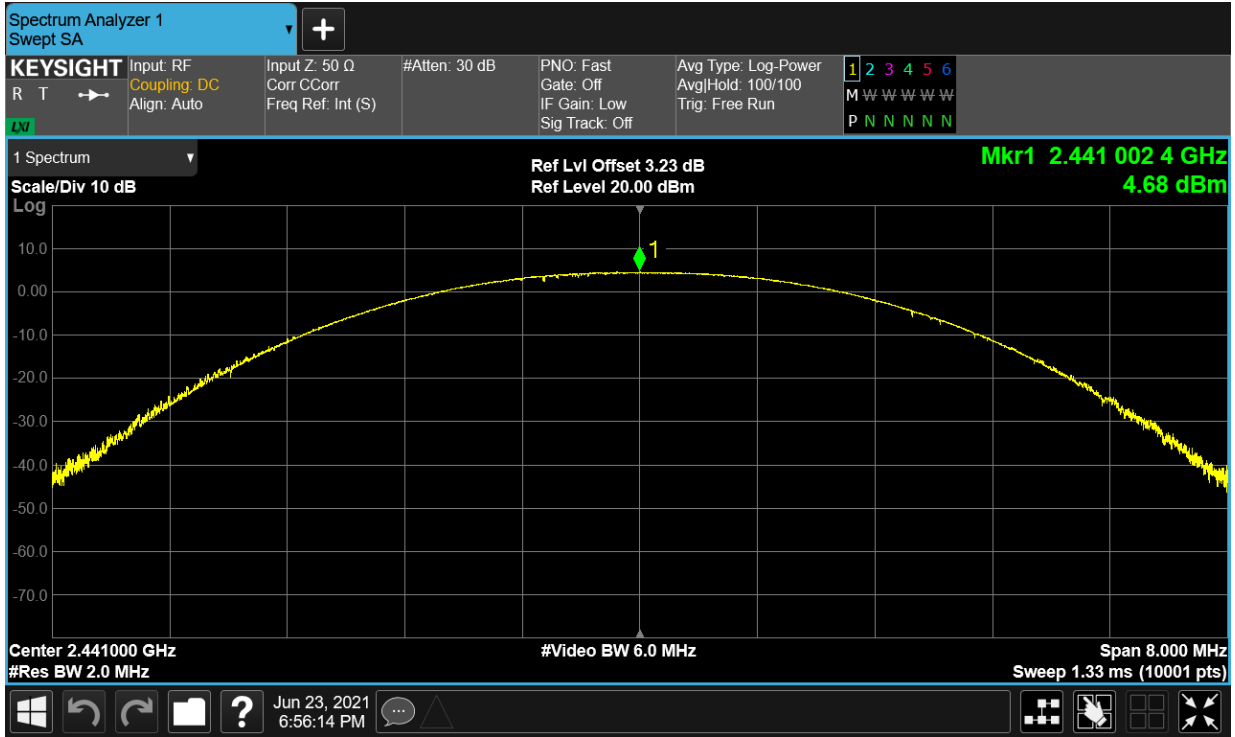 Spectrum Analyzer 1
Swept SA
KEYSIGHT
R T
LXI
Input: RF
Coupling: DC
Align: Auto
Input Z: 50 Ω
Corr CCorr
Freq Ref: Int (S)
#Atten: 30 dB
PNO: Fast
Gate: Off
IF Gain: Low
Sig Track: Off
Avg Type: Log-Power
Avg|Hold: 100/100
Trig: Free Run
1 2 3 4 5 6
M W W W W W
P N N N N N
1 Spectrum
Scale/Div 10 dB
Log
Ref Lvl Offset 3.23 dB
Ref Level 20.00 dBm
Mkr1 2.441 002 4 GHz
4.68 dBm
1
10.0
0.00
-10.0
-20.0
-30.0
-40.0
-50.0
-60.0
-70.0
Center 2.441000 GHz
#Res BW 2.0 MHz
#Video BW 6.0 MHz
Span 8.000 MHz
Sweep 1.33 ms (10001 pts)
?
Jun 23, 2021
6:56:14 PM